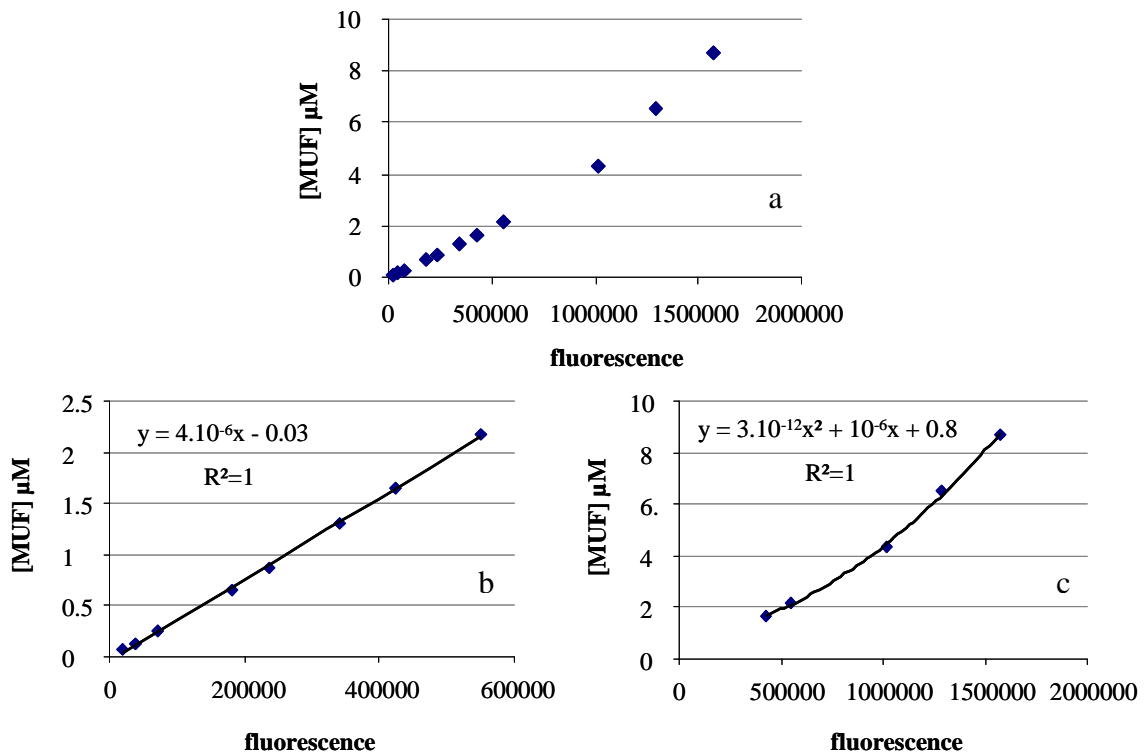 10
8
6
4
2
0
[MUF] µM
a
0 500000 1000000 1500000 2000000
fluorescence
2.5
2
1.5
1
0.5
0
[MUF] µM
y = 4.10⁻⁶x - 0.03
R²=1
b
0 200000 400000 600000
fluorescence
10
8
6.
4
2
0
[MUF] µM
y = 3.10⁻¹²x² + 10⁻⁶x + 0.8
R²=1
c
0 500000 1000000 1500000 2000000
fluorescence